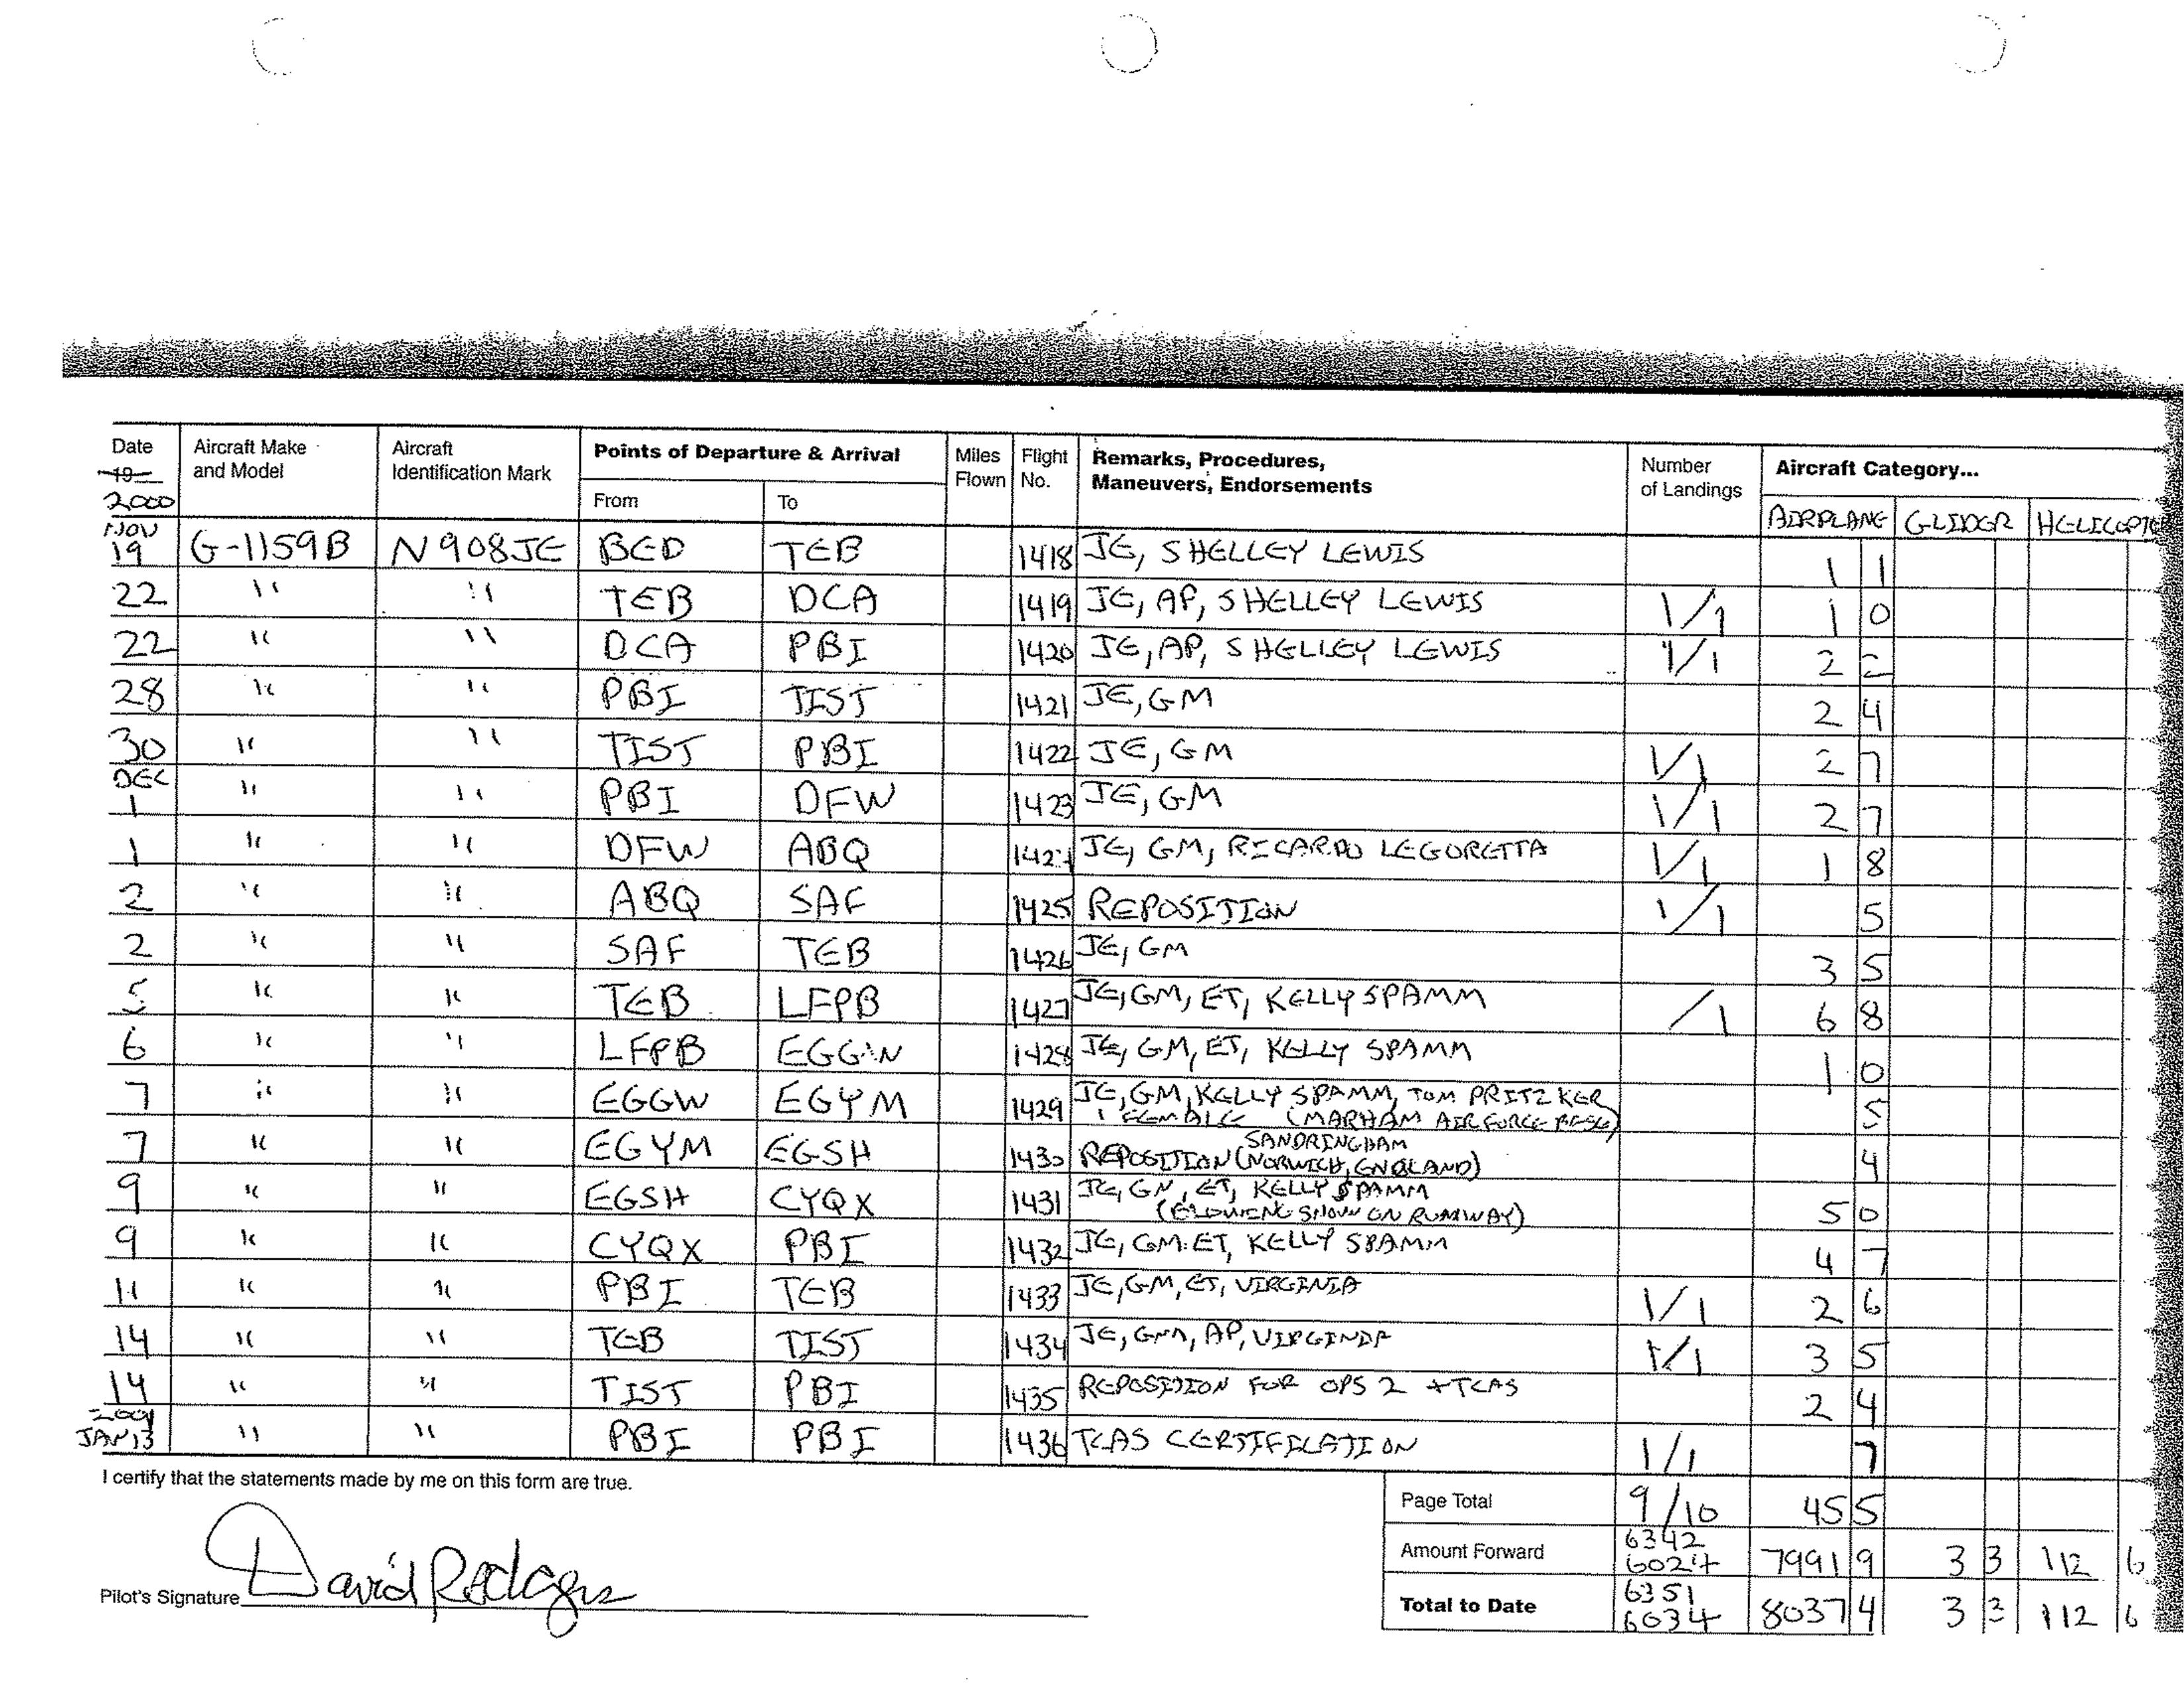 Date Aircraft Make Aircraft Points of Departure & Arrival Miles Flight Remarks, Procedures, Number Aircraft Category...
19 and Model Identification Mark Flown No. Maneuvers, Endorsements of Landings
2000 From To AIRPLANE GLIDER HELICOPTE
NOV
19 G-1159B N908JE BED TEB 1418 JE, SHELLEY LEWIS 1 1
22 " " TEB DCA 1419 JE, AP, SHELLEY LEWIS 1/1 1 0
22 " " DCA PBI 1420 JE, AP, SHELLEY LEWIS 1/1 2 2
28 " " PBI TIST 1421 JE, GM 2 4
30 " " TIST PBI 1422 JE, GM 1/1 2 7
DEC
1 " " PBI DFW 1423 JE, GM 1/1 2 7
1 " " DFW ABQ 1424 JE, GM, RICARDO LEGORETTA 1/1 1 8
2 " " ABQ SAF 1425 REPOSITION 1/1 5
2 " " SAF TEB 1426 JE, GM 3 5
5 " " TEB LFPB 1427 JE, GM, ET, KELLY SPAMM /1 6 8
6 " " LFPB EGGW 1428 JE, GM, ET, KELLY SPAMM 1 0
7 " " EGGW EGYM 1429 JE, GM, KELLY SPAMM, TOM PRITZKER
1 FEMALE (MARHAM AIR FORCE BASE) 5
SANDRINGHAM
7 " " EGYM EGSH 1430 REPOSITION (NORWICH, ENGLAND) 4
9 " " EGSH CYQX 1431 JE, GM, ET, KELLY SPAMM
(BLOWING SNOW ON RUNWAY) 5 0
9 " " CYQX PBI 1432 JE, GM, ET, KELLY SPAMM 4 7
11 " " PBI TEB 1433 JE, GM, ET, VIRGINIA 1/1 2 6
14 " " TEB TIST 1434 JE, GM, AP, VIRGINIA 1/1 3 5
14 " " TIST PBI 1435 REPOSITION FOR OPS 2 + TCAS 2 4
2001
JAN 13 " " PBI PBI 1436 TCAS CERTIFICATION 1/1 7
I certify that the statements made by me on this form are true.
Page Total 9/10 45 5
Amount Forward 6342 6024 7991 9 3 3 112 6
Pilot's Signature David Rodgers
Total to Date 6351 6034 8037 4 3 3 112 6